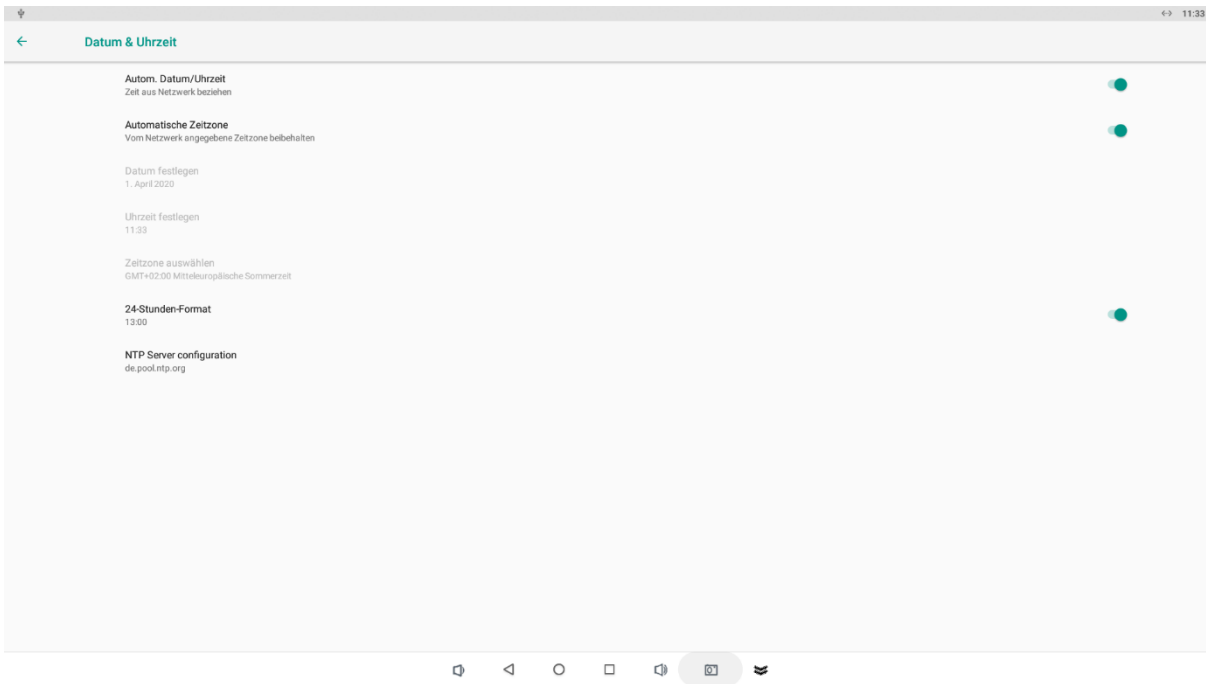 11:33
Datum & Uhrzeit
Autom. Datum/Uhrzeit
Zeit aus Netzwerk beziehen
Automatische Zeitzone
Vom Netzwerk angegebene Zeitzone beibehalten
Datum festlegen
1. April 2020
Uhrzeit festlegen
11:33
Zeitzone auswählen
GMT+02:00 Mitteleuropäische Sommerzeit
24-Stunden-Format
13:00
NTP Server configuration
de.pool.ntp.org